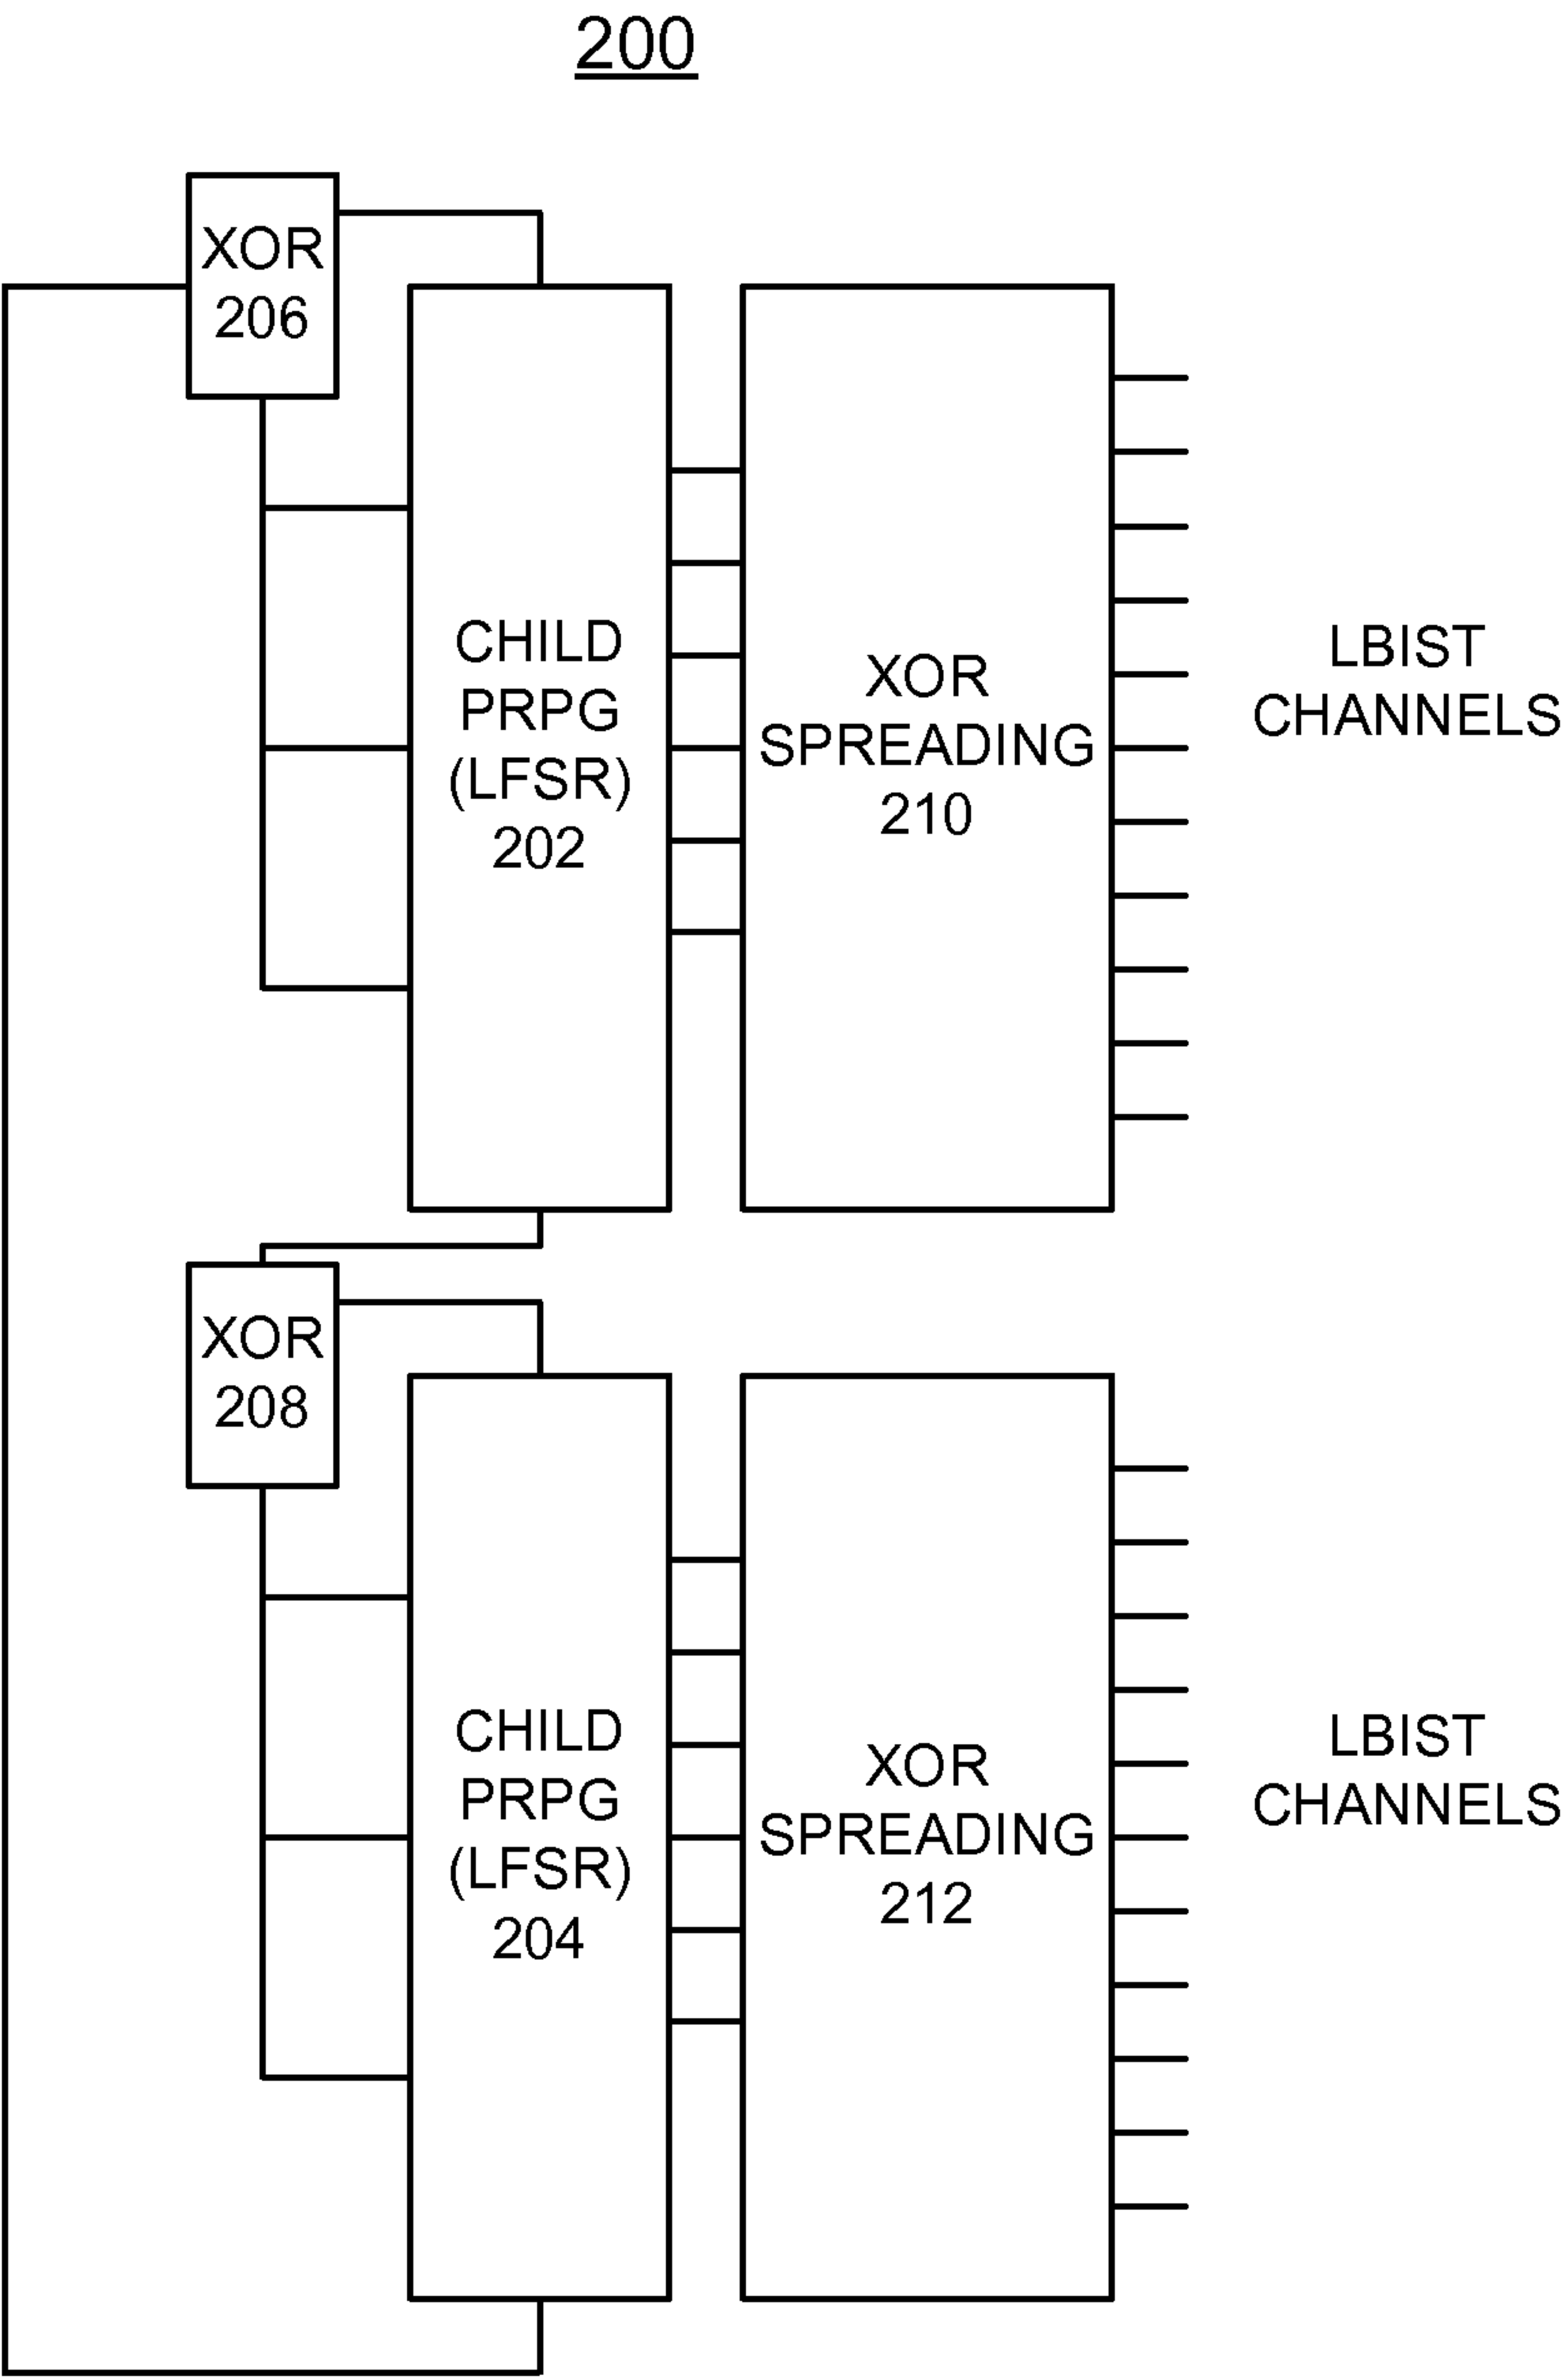 200
XOR
206
CHILD
PRPG
(LFSR)
202
XOR
SPREADING
210
LBIST
CHANNELS
XOR
208
CHILD
PRPG
(LFSR)
204
XOR
SPREADING
212
LBIST
CHANNELS